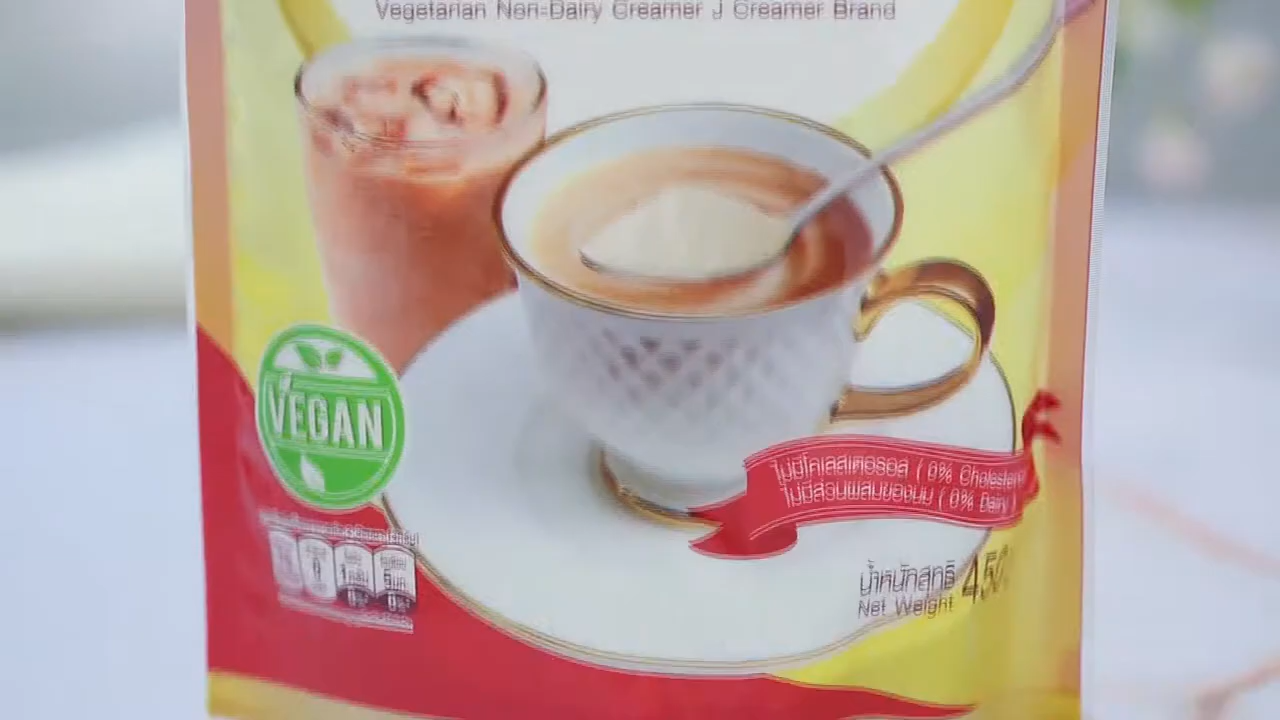 Vegetarian Non-Dairy Creamer J Creamer Brand
VEGAN
ไม่มีโคเลสเตอรอล ( 0% Cholesterol
ไม่มีส่วนผสมของนม ( 0% Dairy )
น้ำหนักสุทธิ 450
Net Weight